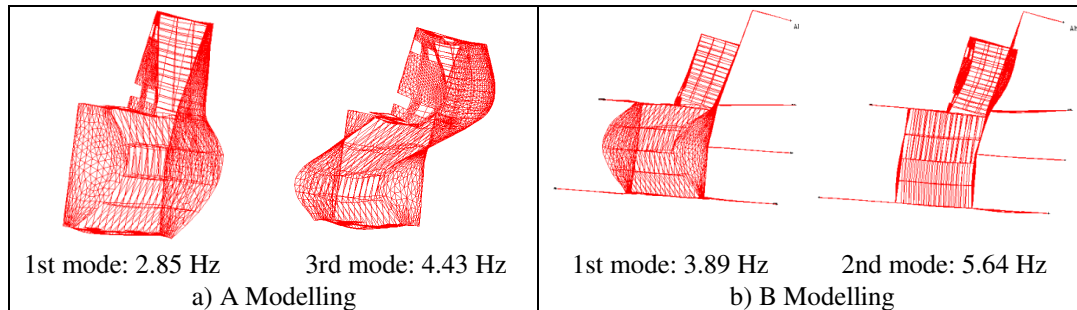 1st mode: 2.85 Hz
3rd mode: 4.43 Hz
a) A Modelling
1st mode: 3.89 Hz
2nd mode: 5.64 Hz
b) B Modelling